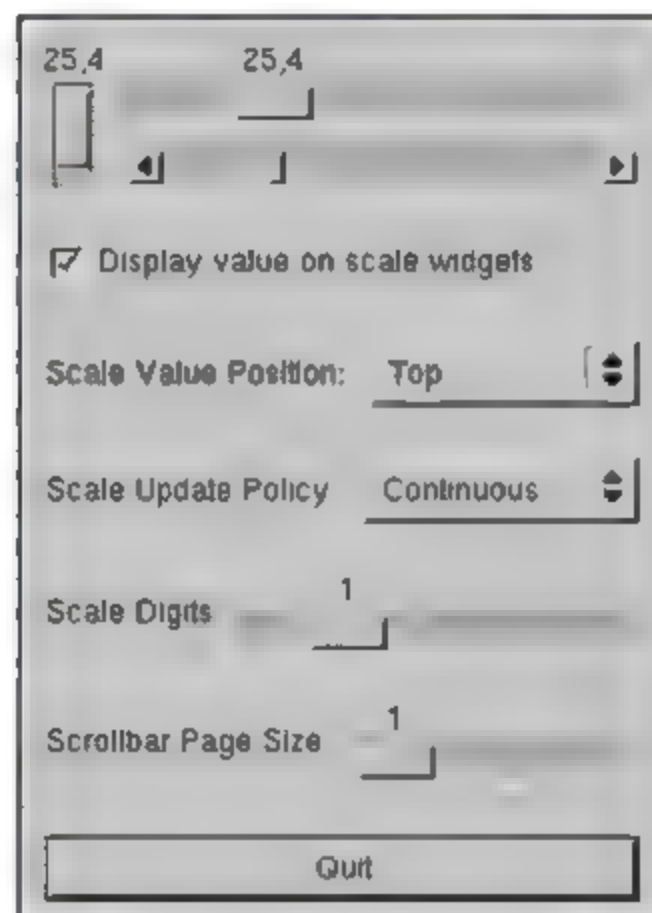 25,4 25,4
Display value on scale widgets
Scale Value Position: Top
Scale Update Policy Continuous
1
Scale Digits
1
Scrollbar Page Size
Quit